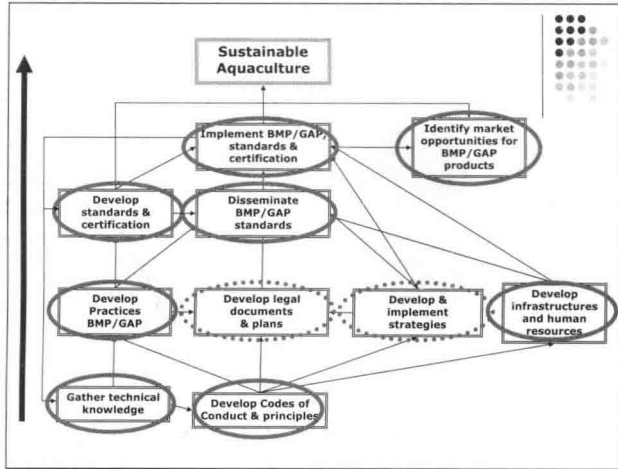 Sustainable
Aquaculture
Implement BMP/GAP,
standards &
certification
Identify market
opportunities for
BMP/GAP
products
Develop
standards &
certification
Disseminate
BMP/GAP
standards
Develop
Practices
BMP/GAP
Develop legal
documents
& plans
Develop &
implement
strategies
Develop
infrastructures
and human
resources
Gather technical
knowledge
Develop Codes of
Conduct & principles